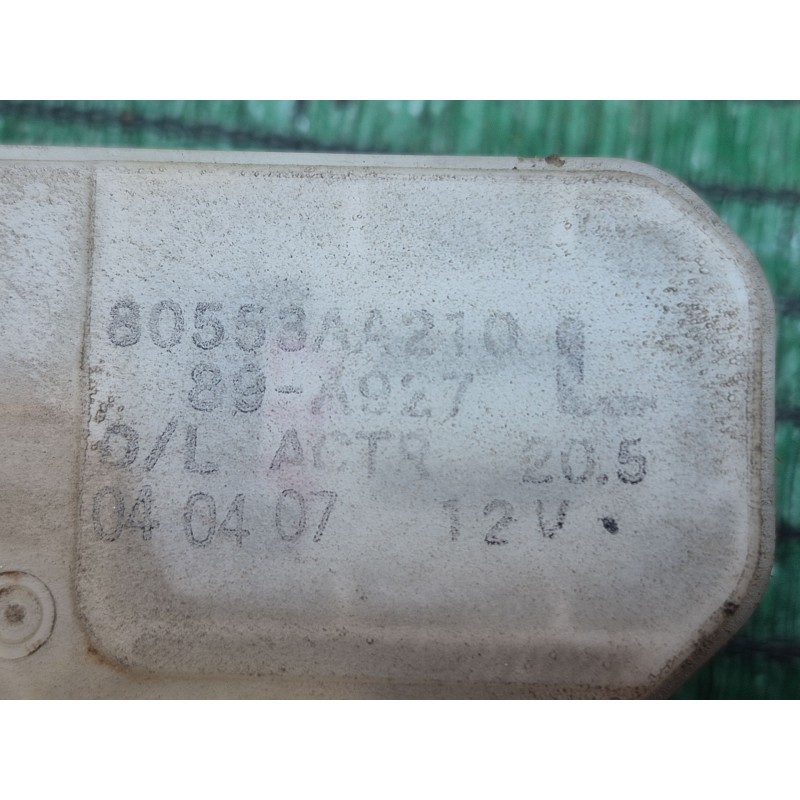 80553AA210 L
89-A927
D/L ACTR 20.5
04 04 07 12V.